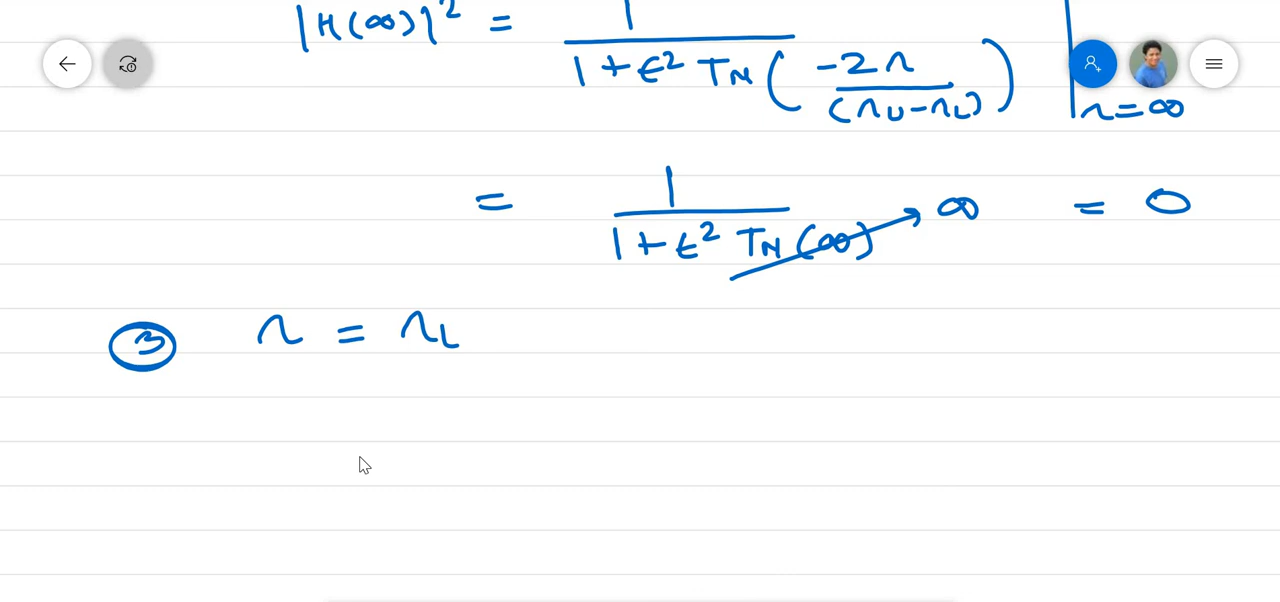 |H(∞)|² = 1 / (1 + ε² T_N (-2Ω / (Ω_U - Ω_L))) |_Ω=∞
= 1 / (1 + ε² T_N(∞)) → ∞ = 0
③ Ω = Ω_L